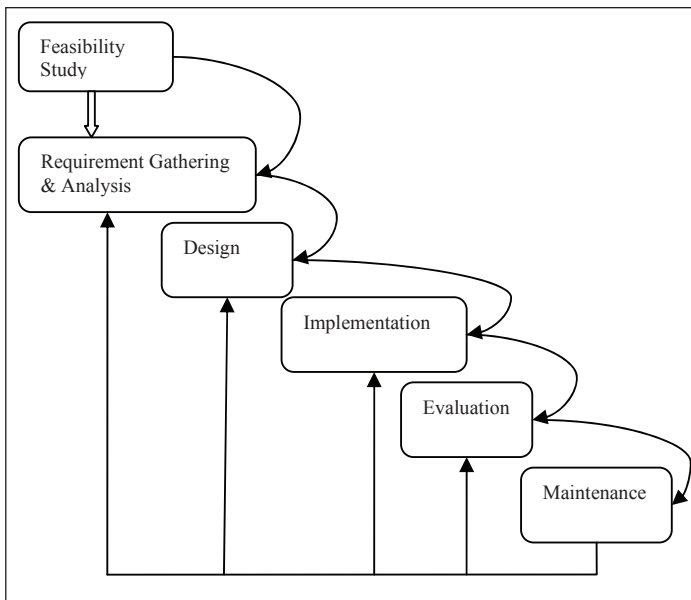 Feasibility
Study
Requirement Gathering
& Analysis
Design
Implementation
Evaluation
Maintenance